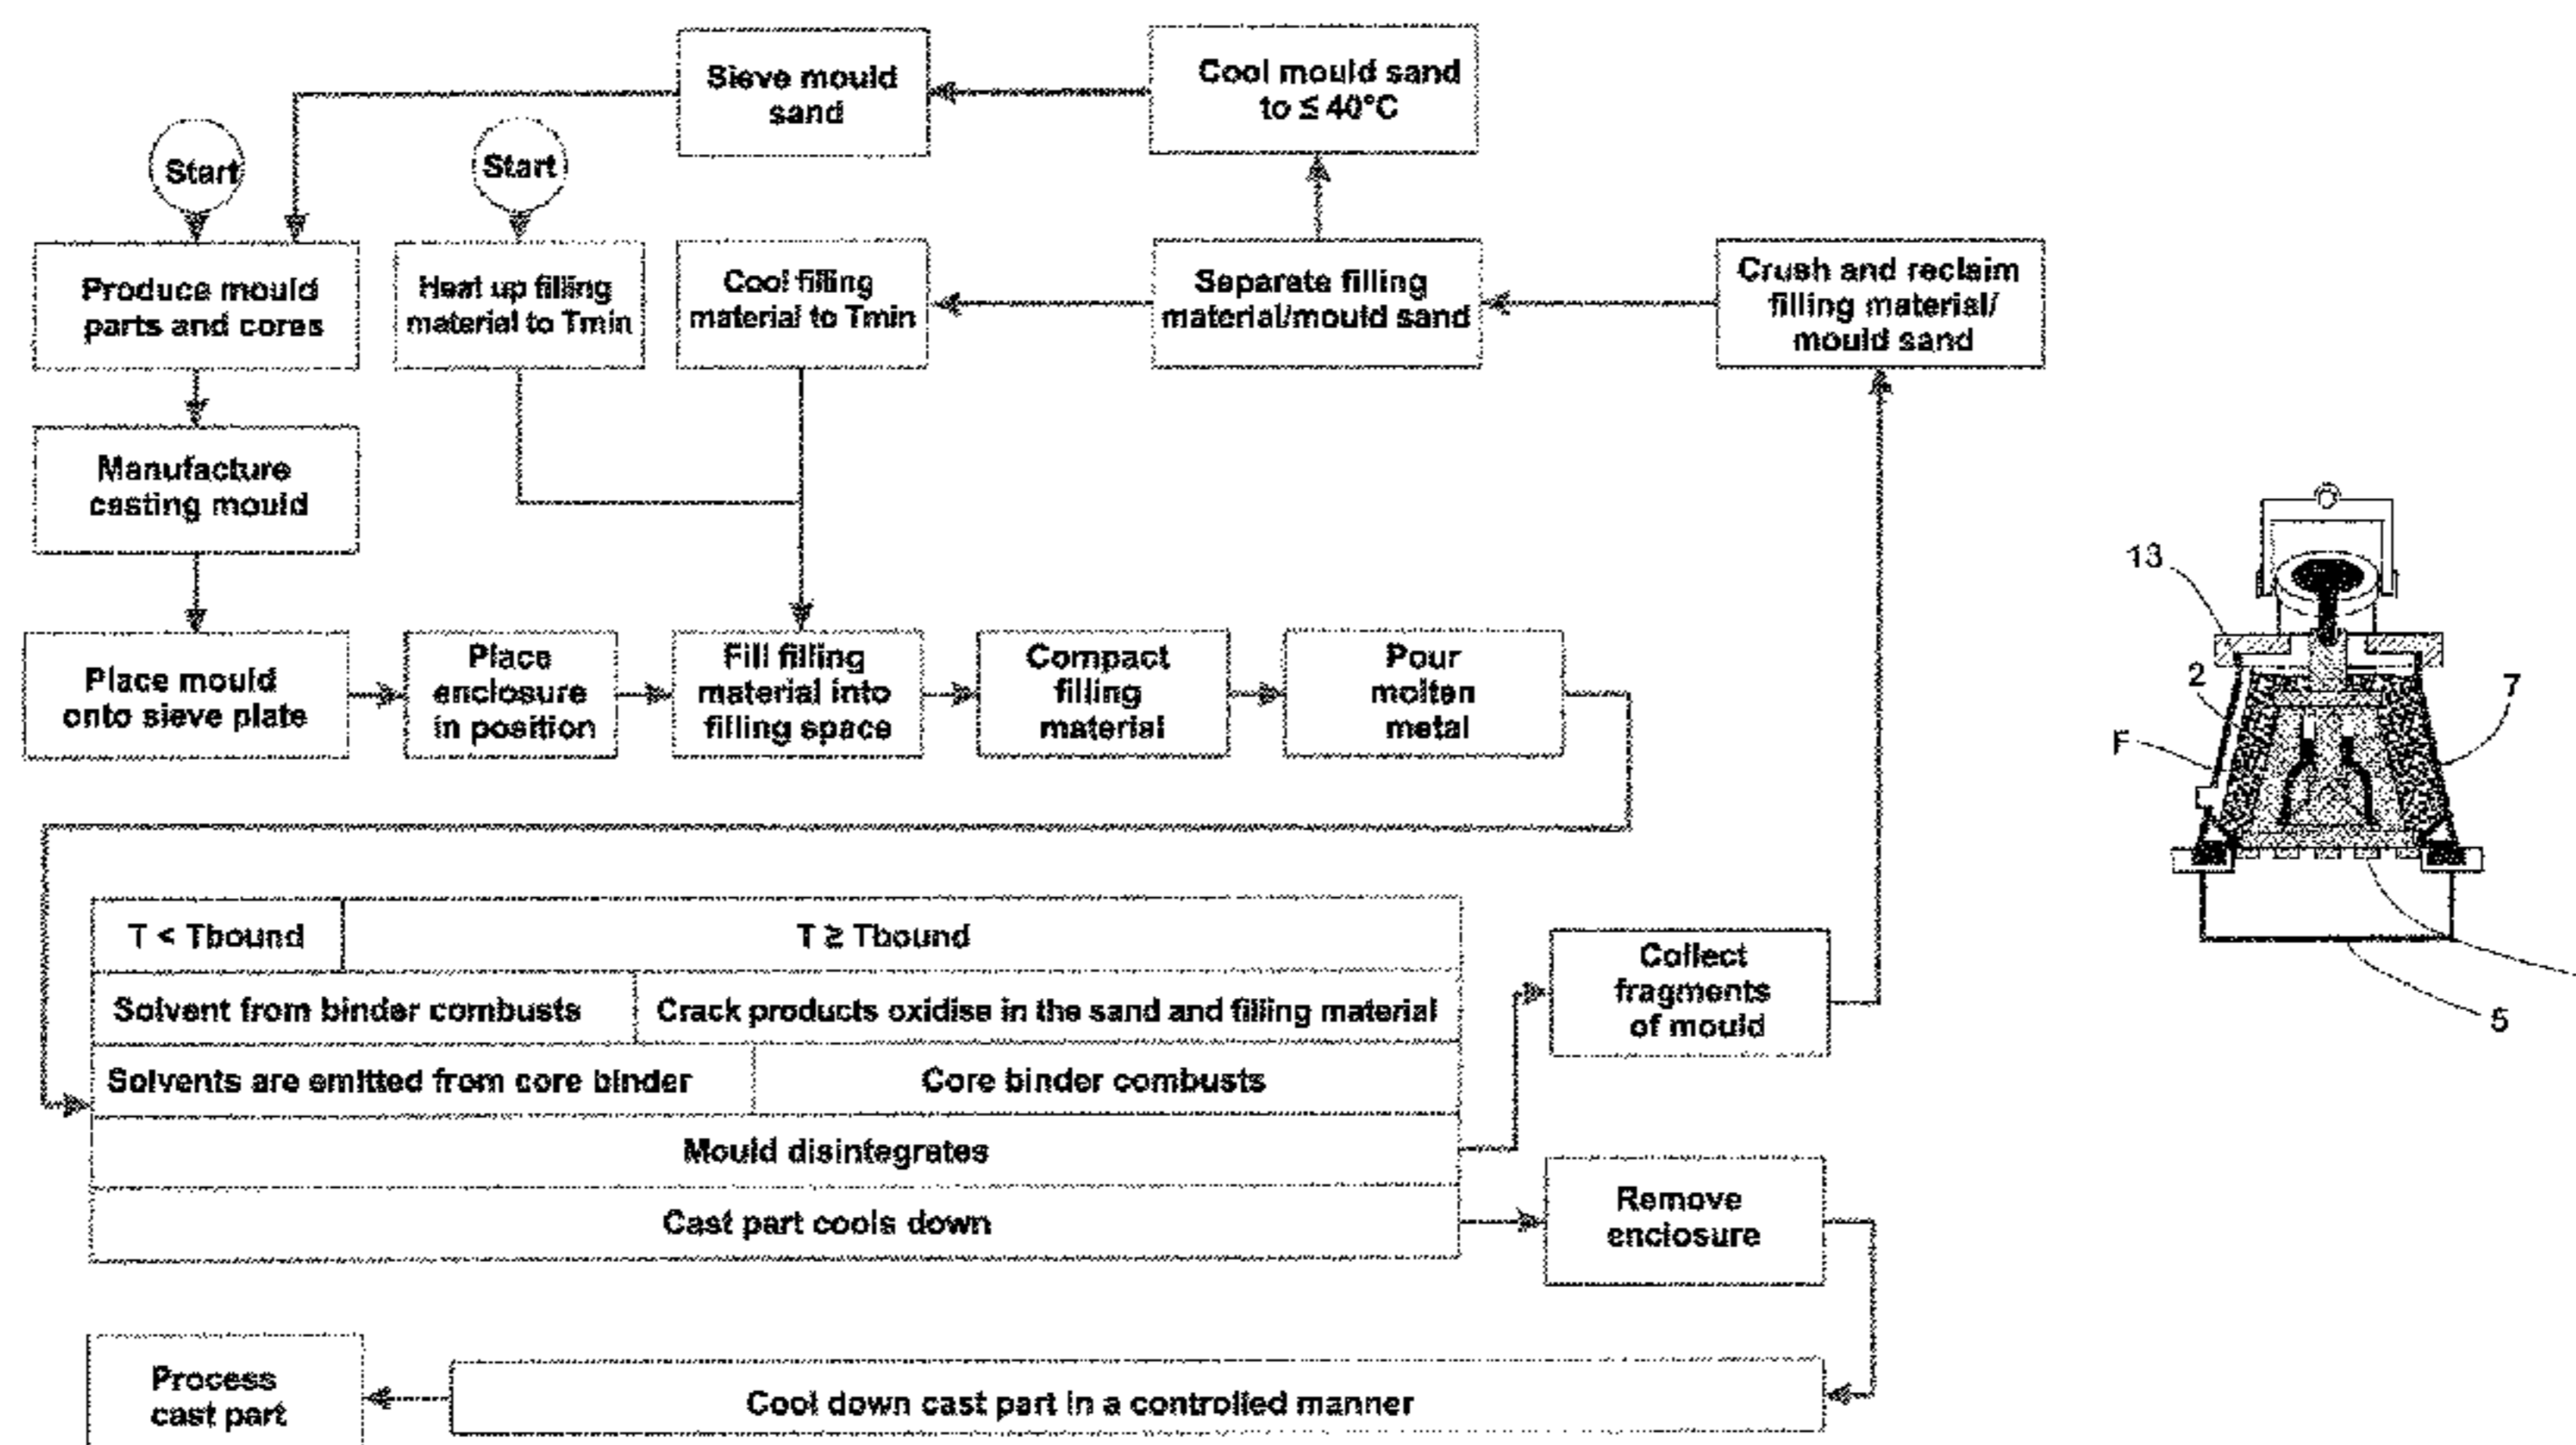 Sieve mould
sand
Cool mould sand
to ≤ 40°C
Start
Start
Produce mould
parts and cores
Heat up filling
material to Tmin
Cool filling
material to Tmin
Separate filling
material/mould sand
Crush and reclaim
filling material/
mould sand
Manufacture
casting mould
Place mould
onto sieve plate
Place
enclosure
in position
Fill filling
material into
filling space
Compact
filling
material
Pour
molten
metal
13
2
7
F
5
T < Tbound
T ≥ Tbound
Solvent from binder combusts
Crack products oxidise in the sand and filling material
Solvents are emitted from core binder
Core binder combusts
Mould disintegrates
Cast part cools down
Collect
fragments
of mould
Remove
enclosure
Process
cast part
Cool down cast part in a controlled manner